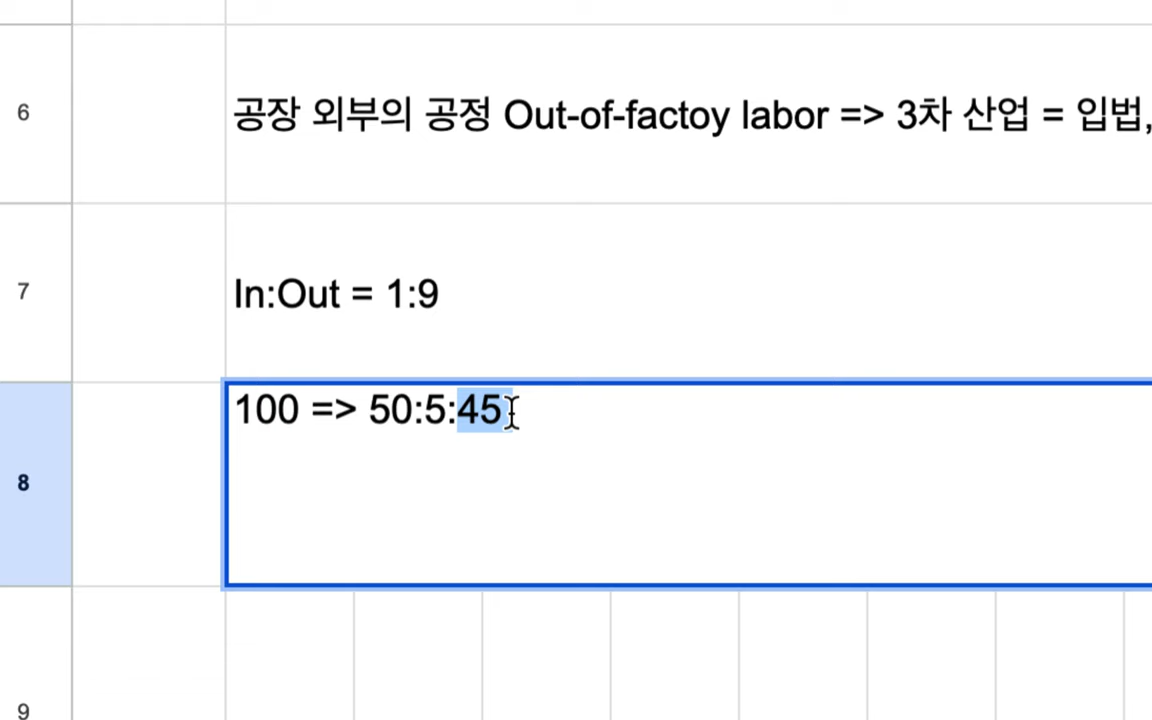 6
공장 외부의 공정 Out-of-factoy labor => 3차 산업 = 입법,
7
In:Out = 1:9
8
100 => 50:5:45
9